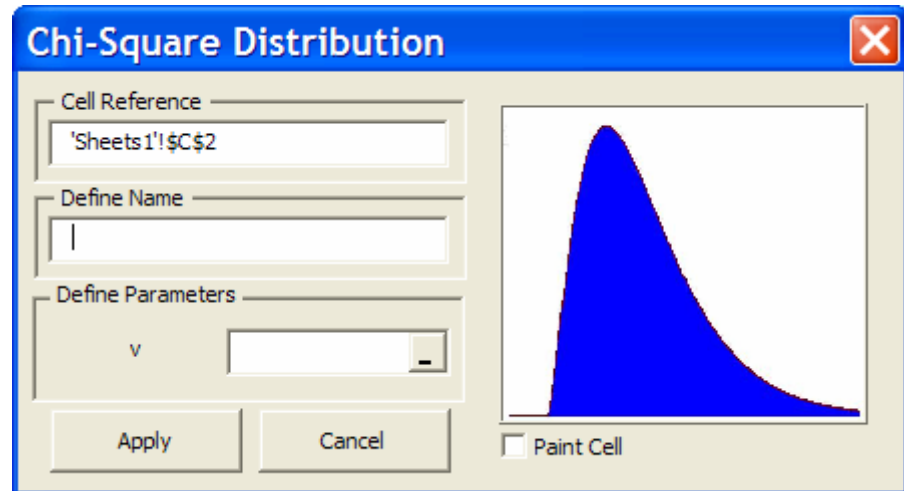 Chi-Square Distribution
Cell Reference
'Sheets1'!$C$2
Define Name
Define Parameters
v
Apply
Cancel
Paint Cell